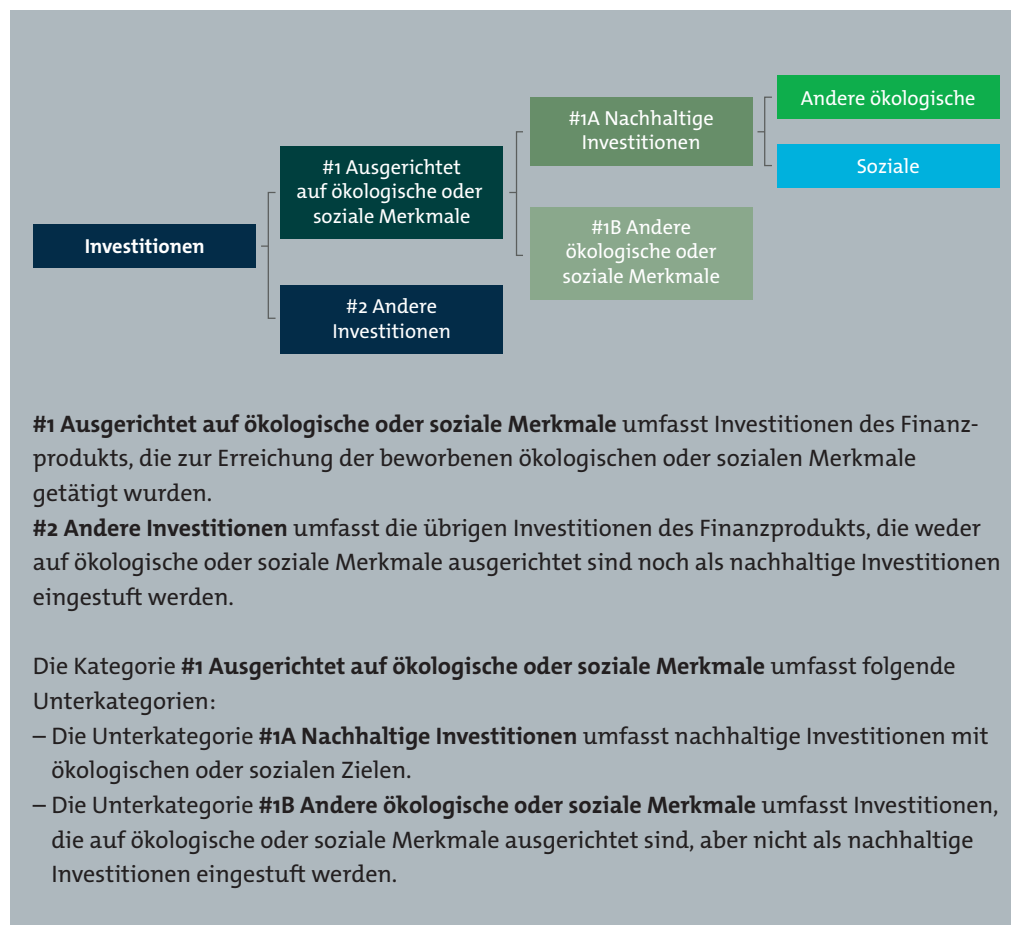 Andere ökologische
#1A Nachhaltige
Investitionen
#1 Ausgerichtet
auf ökologische oder
soziale Merkmale
Soziale
Investitionen
#1B Andere
ökologische oder
soziale Merkmale
#2 Andere
Investitionen
#1 Ausgerichtet auf ökologische oder soziale Merkmale umfasst Investitionen des Finanz-
produkts, die zur Erreichung der beworbenen ökologischen oder sozialen Merkmale
getätigt wurden.
#2 Andere Investitionen umfasst die übrigen Investitionen des Finanzprodukts, die weder
auf ökologische oder soziale Merkmale ausgerichtet sind noch als nachhaltige Investitionen
eingestuft werden.
Die Kategorie #1 Ausgerichtet auf ökologische oder soziale Merkmale umfasst folgende
Unterkategorien:
– Die Unterkategorie #1A Nachhaltige Investitionen umfasst nachhaltige Investitionen mit
ökologischen oder sozialen Zielen.
– Die Unterkategorie #1B Andere ökologische oder soziale Merkmale umfasst Investitionen,
die auf ökologische oder soziale Merkmale ausgerichtet sind, aber nicht als nachhaltige
Investitionen eingestuft werden.